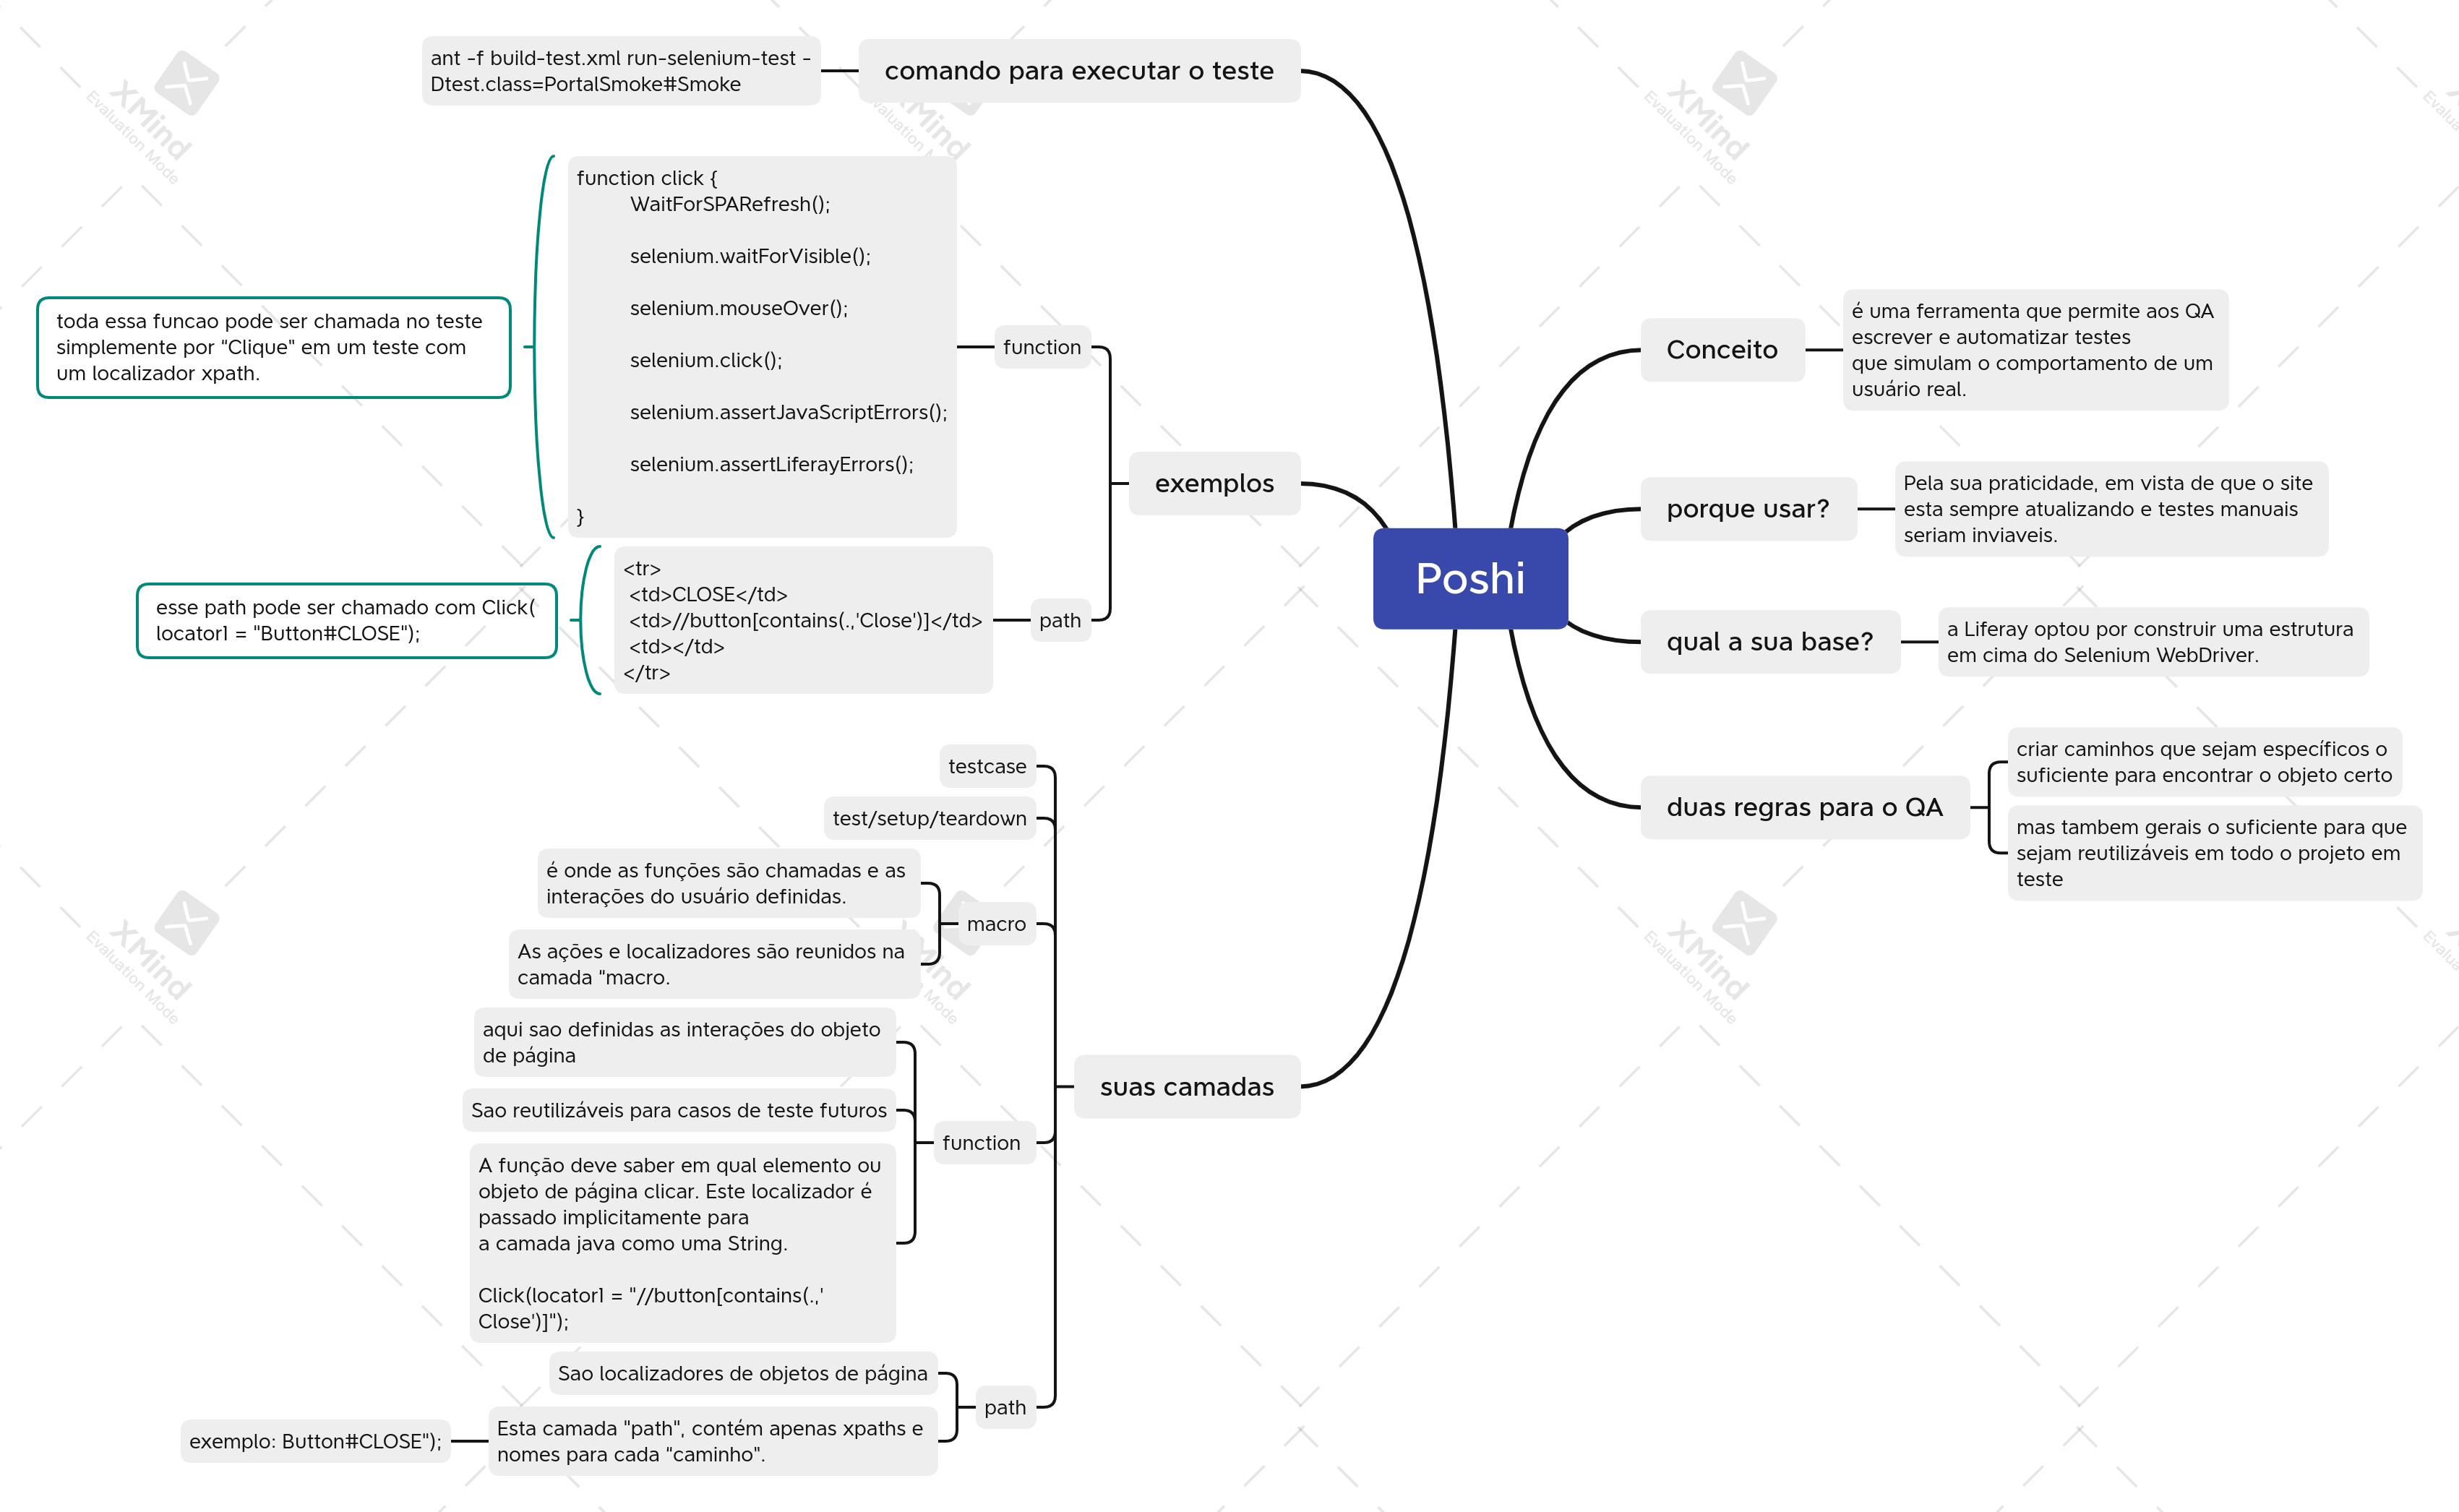 Poshi
Conceito
é uma ferramenta que permite aos QA
escrever e automatizar testes
que simulam o comportamento de um
usuário real.
porque usar?
Pela sua praticidade, em vista de que o site
esta sempre atualizando e testes manuais
seriam inviaveis.
qual a sua base?
a Liferay optou por construir uma estrutura
em cima do Selenium WebDriver.
duas regras para o QA
criar caminhos que sejam específicos o
suficiente para encontrar o objeto certo
mas tambem gerais o suficiente para que
sejam reutilizáveis em todo o projeto em
teste
comando para executar o teste
ant -f build-test.xml run-selenium-test -
Dtest.class=PortalSmoke#Smoke
exemplos
function
function click {
WaitForSPARefresh();
selenium.waitForVisible();
selenium.mouseOver();
selenium.click();
selenium.assertJavaScriptErrors();
selenium.assertLiferayErrors();
}
toda essa funcao pode ser chamada no teste
simplemente por "Clique" em um teste com
um localizador xpath.
path
<tr>
<td>CLOSE</td>
<td>//button[contains(.,'Close')]</td>
<td></td>
</tr>
esse path pode ser chamado com Click(
locator1 = "Button#CLOSE");
suas camadas
testcase
test/setup/teardown
macro
é onde as funções são chamadas e as
interações do usuário definidas.
As ações e localizadores são reunidos na
camada "macro.
function
aqui sao definidas as interações do objeto
de página
Sao reutilizáveis para casos de teste futuros
A função deve saber em qual elemento ou
objeto de página clicar. Este localizador é
passado implicitamente para
a camada java como uma String.
Click(locator1 = "//button[contains(.,'
Close')]");
path
Sao localizadores de objetos de página
Esta camada "path", contém apenas xpaths e
nomes para cada "caminho".
exemplo: Button#CLOSE");
XMind
Evaluation Mode
XMind
Evaluation Mode
XMind
Evaluation Mode
XMind
Evaluation Mode